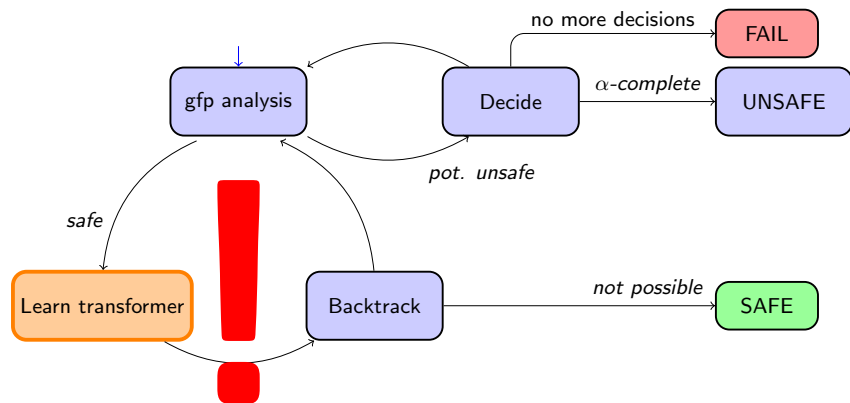 no more decisions
FAIL
gfp analysis
Decide
α-complete
UNSAFE
pot. unsafe
safe
Learn transformer
Backtrack
not possible
SAFE
!